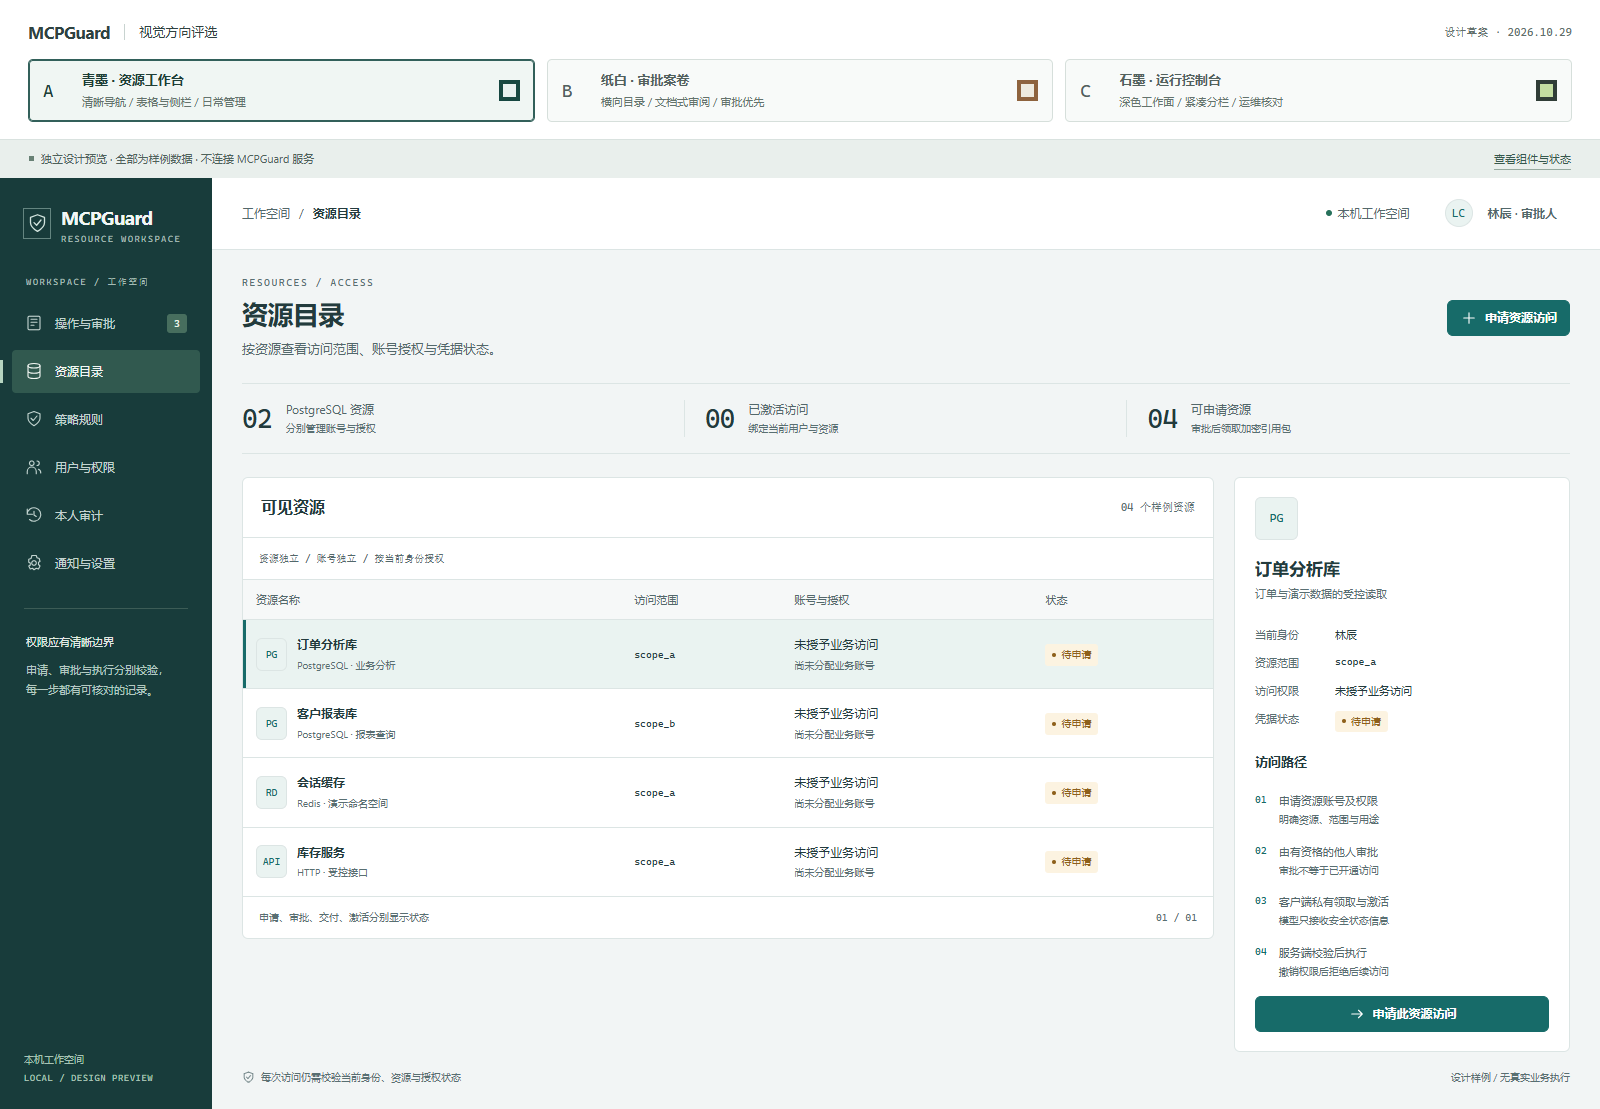 MCPGuard
视觉方向评选
设计草案 · 2026.10.29
A
青墨 · 资源工作台
清晰导航 / 表格与侧栏 / 日常管理
B
纸白 · 审批案卷
横向目录 / 文档式审阅 / 审批优先
C
石墨 · 运行控制台
深色工作面 / 紧凑分栏 / 运维核对
独立设计预览 · 全部为样例数据 · 不连接 MCPGuard 服务
查看组件与状态
MCPGuard
RESOURCE WORKSPACE
WORKSPACE / 工作空间
操作与审批
3
资源目录
策略规则
用户与权限
本人审计
通知与设置
权限应有清晰边界
申请、审批与执行分别校验，
每一步都有可核对的记录。
本机工作空间
LOCAL / DESIGN PREVIEW
工作空间 / 资源目录
本机工作空间
LC
林辰 · 审批人
RESOURCES / ACCESS
资源目录
按资源查看访问范围、账号授权与凭据状态。
申请资源访问
02
PostgreSQL 资源
分别管理账号与授权
00
已激活访问
绑定当前用户与资源
04
可申请资源
审批后领取加密引用包
可见资源
04 个样例资源
资源独立 / 账号独立 / 按当前身份授权
资源名称
访问范围
账号与授权
状态
PG
订单分析库
PostgreSQL · 业务分析
scope_a
未授予业务访问
尚未分配业务账号
待申请
PG
客户报表库
PostgreSQL · 报表查询
scope_b
未授予业务访问
尚未分配业务账号
待申请
RD
会话缓存
Redis · 演示命名空间
scope_a
未授予业务访问
尚未分配业务账号
待申请
API
库存服务
HTTP · 受控接口
scope_a
未授予业务访问
尚未分配业务账号
待申请
申请、审批、交付、激活分别显示状态
01 / 01
PG
订单分析库
订单与演示数据的受控读取
当前身份
林辰
资源范围
scope_a
访问权限
未授予业务访问
凭据状态
待申请
访问路径
01
申请资源账号及权限
明确资源、范围与用途
02
由有资格的他人审批
审批不等于已开通访问
03
客户端私有领取与激活
模型只接收安全状态信息
04
服务端校验后执行
撤销权限后拒绝后续访问
申请此资源访问
每次访问仍需校验当前身份、资源与授权状态
设计样例 / 无真实业务执行